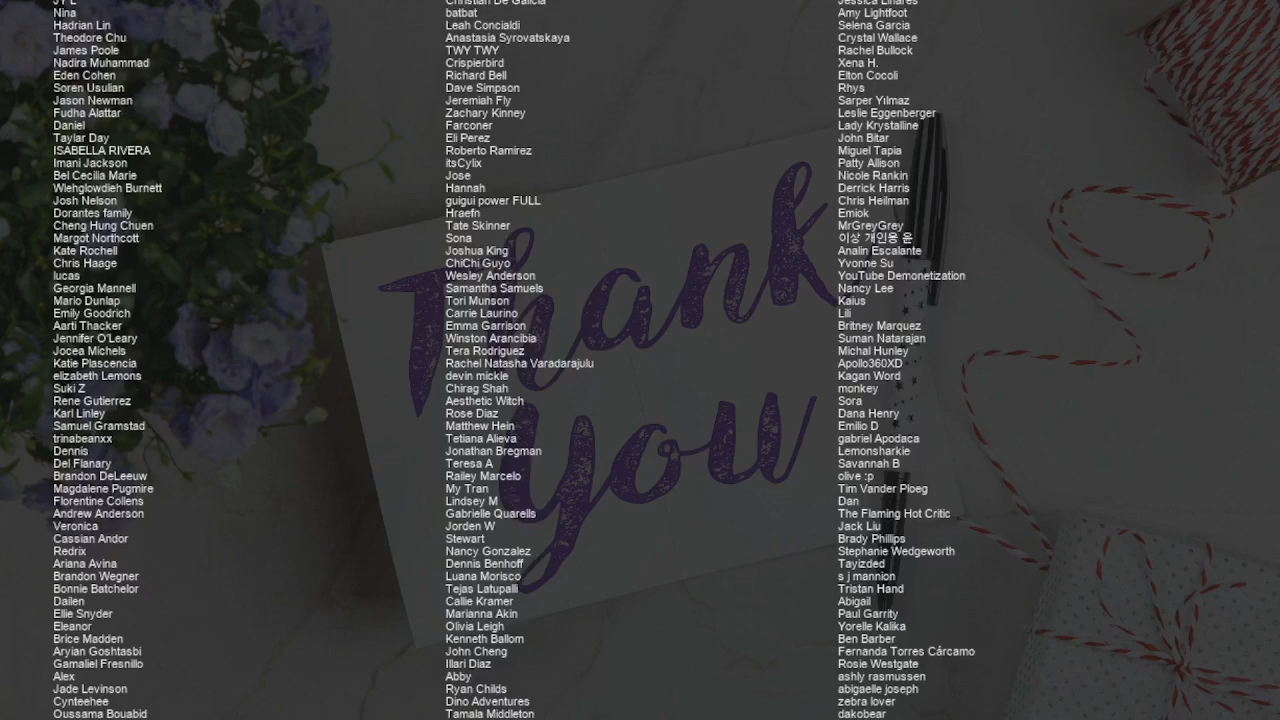 JY L
Nina
Hadrian Lin
Theodore Chu
James Poole
Nadira Muhammad
Eden Cohen
Soren Usulian
Jason Newman
Fudha Alattar
Daniel
Taylar Day
ISABELLA RIVERA
Imani Jackson
Bel Cecilia Marie
Wlehglowdieh Burnett
Josh Nelson
Dorantes family
Cheng Hung Chuen
Margot Northcott
Kate Rochell
Chris Haage
lucas
Georgia Mannell
Mario Dunlap
Emily Goodrich
Aarti Thacker
Jennifer O'Leary
Jocea Michels
Katie Plascencia
elizabeth Lemons
Suki Z
Rene Gutierrez
Karl Linley
Samuel Gramstad
trinabeanxx
Dennis
Del Flanary
Brandon DeLeeuw
Magdalene Pugmire
Florentine Collens
Andrew Anderson
Veronica
Cassian Andor
Redrix
Ariana Avina
Brandon Wegner
Bonnie Batchelor
Dailen
Ellie Snyder
Eleanor
Brice Madden
Aryian Goshtasbi
Gamaliel Fresnillo
Alex
Jade Levinson
Cynteehee
Oussama Bouabid
Christian De Galicia
batbat
Leah Concialdi
Anastasia Syrovatskaya
TWY TWY
Crispierbird
Richard Bell
Dave Simpson
Jeremiah Fly
Zachary Kinney
Farconer
Eli Perez
Roberto Ramirez
itsCylix
Jose
Hannah
guigui power FULL
Hraefn
Tate Skinner
Sona
Joshua King
ChiChi Guyo
Wesley Anderson
Samantha Samuels
Tori Munson
Carrie Laurino
Emma Garrison
Winston Arancibia
Tera Rodriguez
Rachel Natasha Varadarajulu
devin mickle
Chirag Shah
Aesthetic Witch
Rose Diaz
Matthew Hein
Tetiana Alieva
Jonathan Bregman
Teresa A
Railey Marcelo
My Tran
Lindsey M
Gabrielle Quarells
Jorden W
Stewart
Nancy Gonzalez
Dennis Benhoff
Luana Morisco
Tejas Latupalli
Callie Kramer
Marianna Akin
Olivia Leigh
Kenneth Ballom
John Cheng
Illari Diaz
Abby
Ryan Childs
Dino Adventures
Tamala Middleton
Jessica Linares
Amy Lightfoot
Selena Garcia
Crystal Wallace
Rachel Bullock
Xena H.
Elton Cocoli
Rhys
Sarper Yılmaz
Leslie Eggenberger
Lady Krystalline
John Bitar
Miguel Tapia
Patty Allison
Nicole Rankin
Derrick Harris
Chris Heilman
Emiok
MrGreyGrey
이상 개인용 윤
Analin Escalante
Yvonne Su
YouTube Demonetization
Nancy Lee
Kaius
Lili
Britney Marquez
Suman Natarajan
Michal Hunley
Apollo360XD
Kagan Word
monkey
Sora
Dana Henry
Emilio D
gabriel Apodaca
Lemonsharkie
Savannah B
olive :p
Tim Vander Ploeg
Dan
The Flaming Hot Critic
Jack Liu
Brady Phillips
Stephanie Wedgeworth
Tayizded
s j mannion
Tristan Hand
Abigail
Paul Garrity
Yorelle Kalika
Ben Barber
Fernanda Torres Cárcamo
Rosie Westgate
ashly rasmussen
abigaelle joseph
zebra lover
dakobear
Thank
you